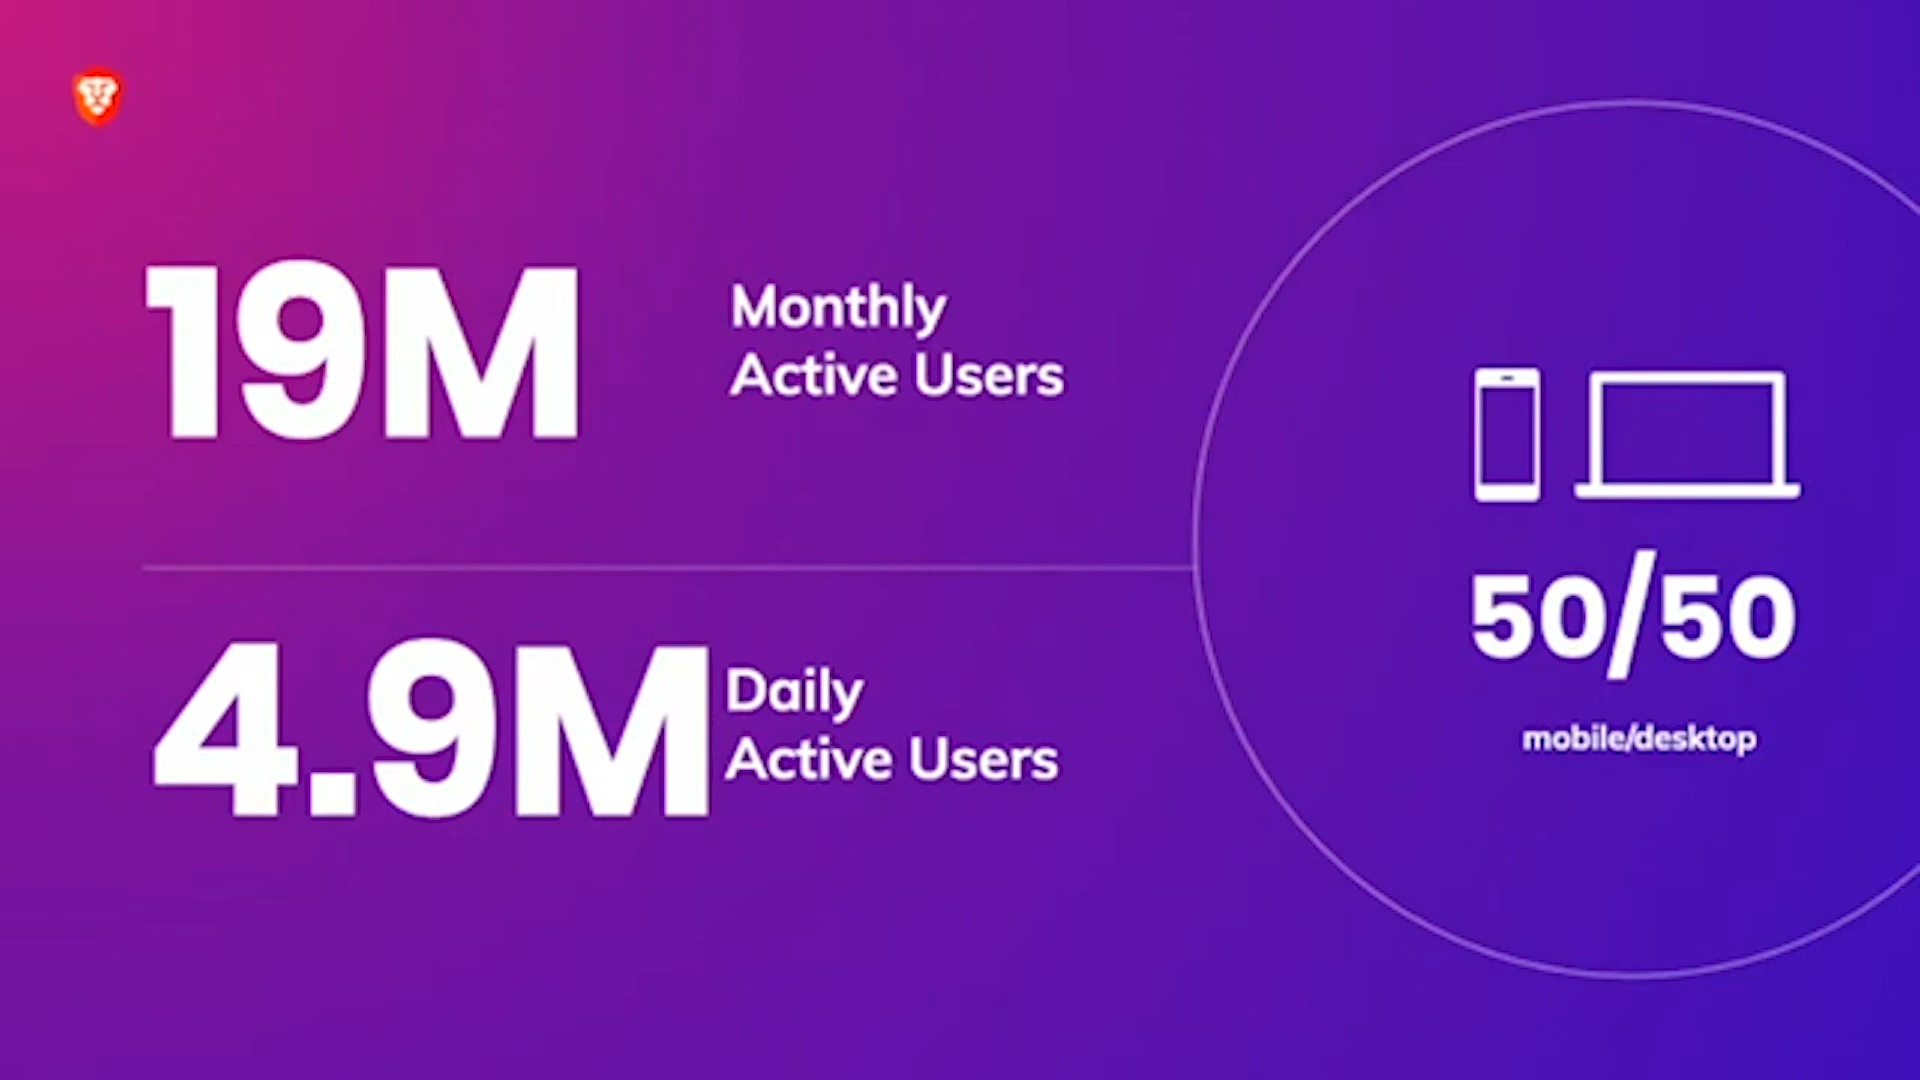 19M
Monthly
Active Users
4.9M
Daily
Active Users
50/50
mobile/desktop